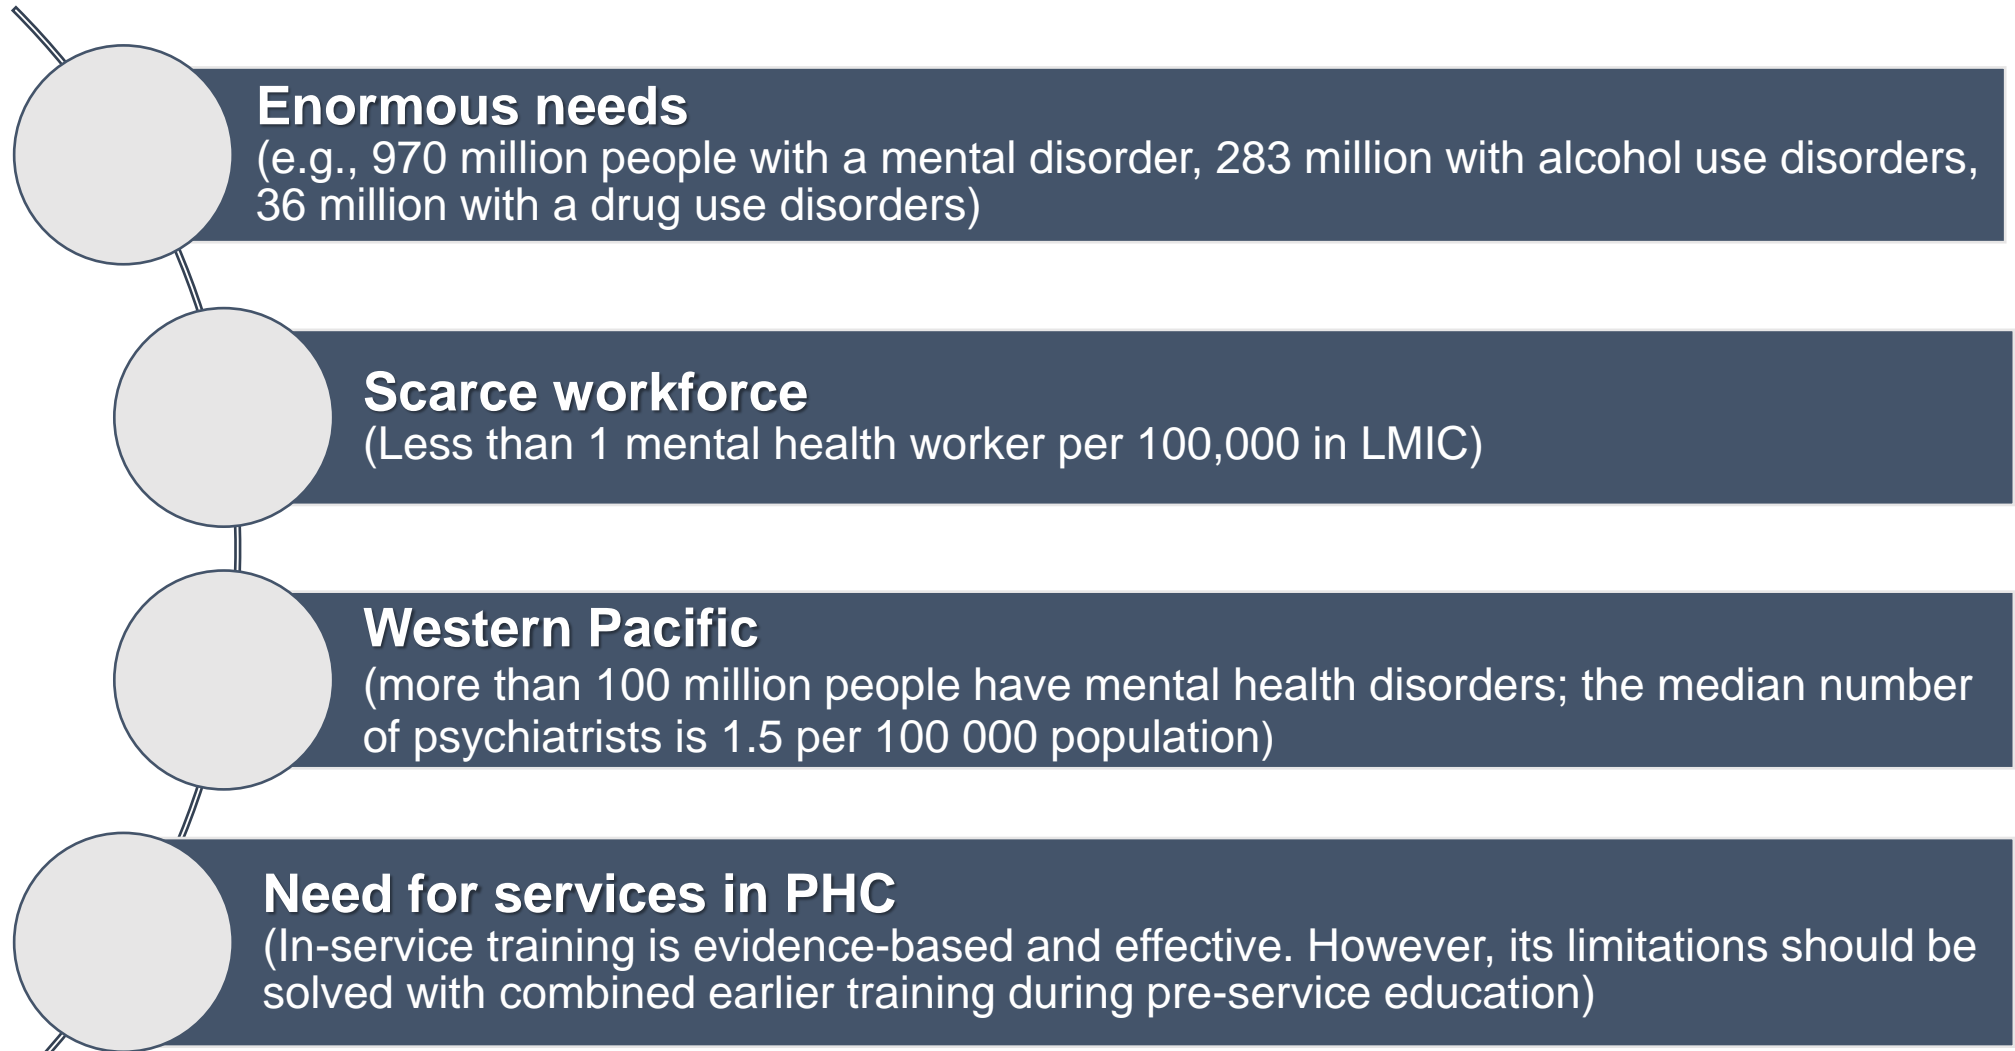 Enormous needs
(e.g., 970 million people with a mental disorder, 283 million with alcohol use disorders,
36 million with a drug use disorders)
Scarce workforce
(Less than 1 mental health worker per 100,000 in LMIC)
Western Pacific
(more than 100 million people have mental health disorders; the median number
of psychiatrists is 1.5 per 100 000 population)
Need for services in PHC
(In-service training is evidence-based and effective. However, its limitations should be
solved with combined earlier training during pre-service education)